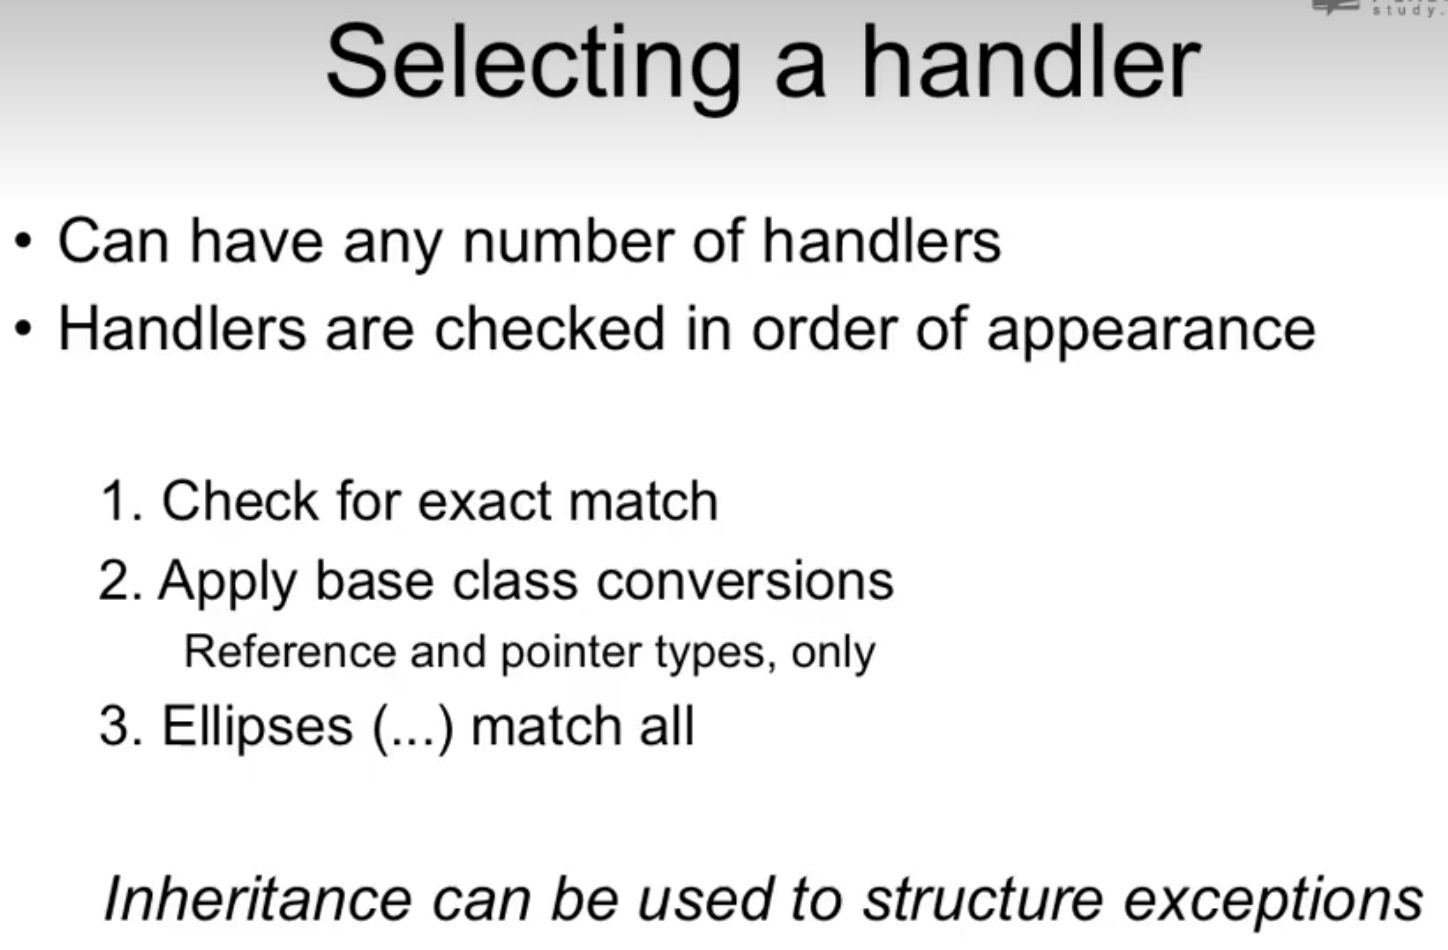 study.
Selecting a handler
• Can have any number of handlers
• Handlers are checked in order of appearance
1. Check for exact match
2. Apply base class conversions
Reference and pointer types, only
3. Ellipses (...) match all
Inheritance can be used to structure exceptions